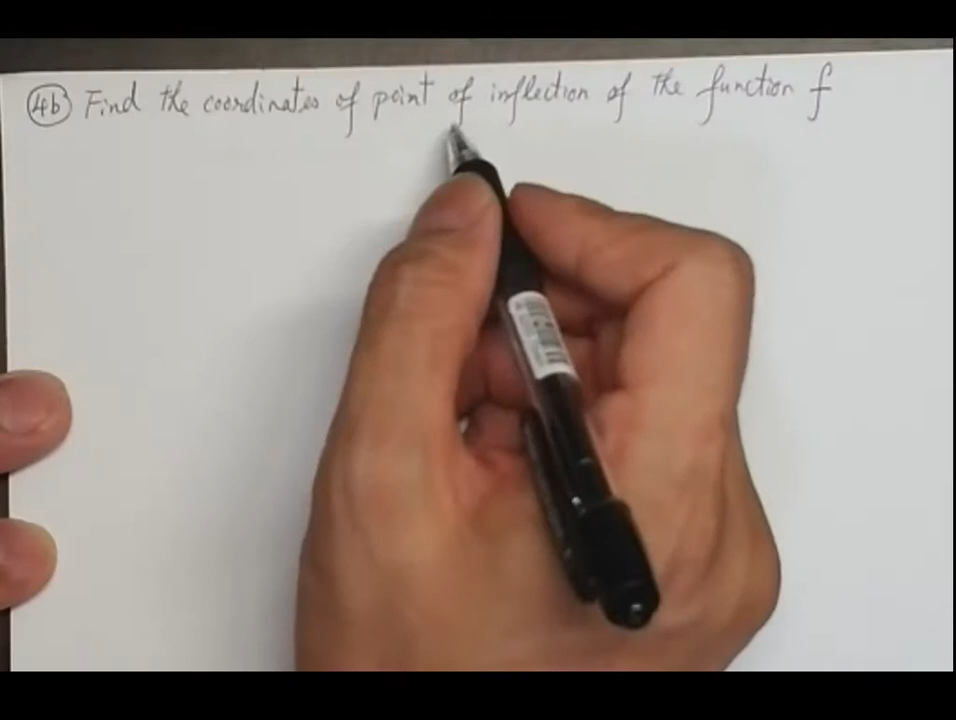 4b Find the coordinates of point of inflection of the function f